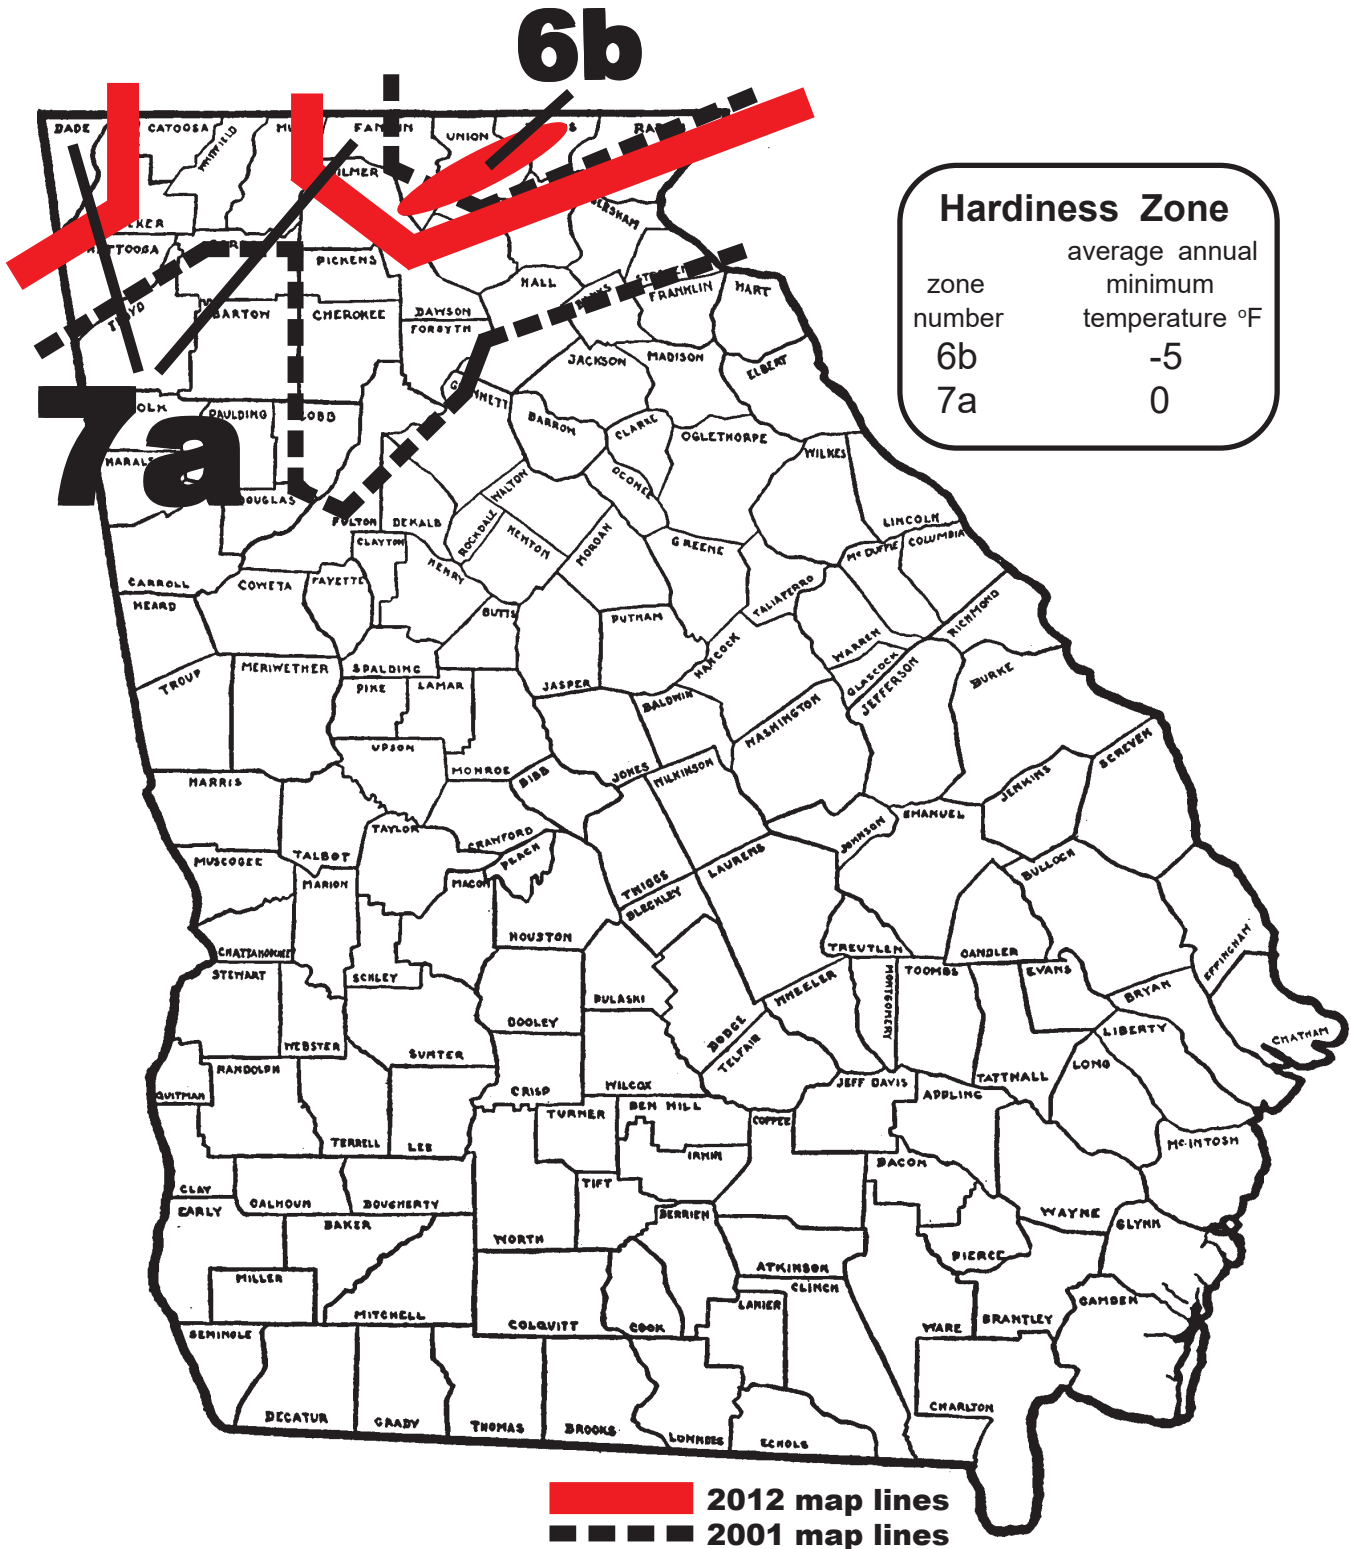 6b
DADE
CATOOSA
WHITFIELD
UNION
PICKENS
HALL
Hardiness Zone
average annual
zone minimum
number temperature °F
6b -5
7a 0
BARTOW
CHEROKEE
DAWSON
FORSYTH
FRANKLIN
HART
JACKSON
MADISON
ELBERT
7a
PAULDING
BARROW
CLARKE
OGLETHORPE
WILKES
OCONEE
WALTON
DOUGLAS
FULTON
DEKALB
ROCKDALE
NEWTON
MORGAN
GREENE
LINCOLN
COLUMBIA
McDUFFIE
CLAYTON
HENRY
CARROLL
COWETA
FAYETTE
HEARD
BUTTS
PUTNAM
TALIAFERRO
HANCOCK
WARREN
RICHMOND
GLASCOCK
JEFFERSON
BURKE
TROUP
MERIWETHER
SPALDING
PIKE
LAMAR
JASPER
BALDWIN
WASHINGTON
UPSON
MONROE
BIBB
JONES
WILKINSON
JENKINS
SCREVEN
HARRIS
TAYLOR
CRAWFORD
PEACH
JOHNSON
EMANUEL
MUSCOGEE
TALBOT
MARION
MACON
TWIGGS
BLECKLEY
LAURENS
BULLOCH
HOUSTON
TREUTLEN
CANDLER
EFFINGHAM
CHATTAHOOCHEE
STEWART
SCHLEY
PULASKI
DODGE
TELFAIR
WHEELER
MONTGOMERY
TOOMBS
EVANS
BRYAN
LIBERTY
CHATHAM
WEBSTER
SUMTER
DOOLY
QUITMAN
RANDOLPH
CRISP
WILCOX
JEFF DAVIS
TATTNALL
LONG
APPLING
TERRELL
LEE
TURNER
BEN HILL
COFFEE
McINTOSH
IRWIN
BACON
CLAY
CALHOUN
DOUGHERTY
TIFT
EARLY
BAKER
BERRIEN
WAYNE
GLYNN
WORTH
PIERCE
MILLER
ATKINSON
CLINCH
MITCHELL
COLQUITT
COOK
LANIER
WARE
BRANTLEY
CAMDEN
SEMINOLE
DECATUR
GRADY
THOMAS
BROOKS
LOWNDES
ECHOLS
CHARLTON
2012 map lines
2001 map lines